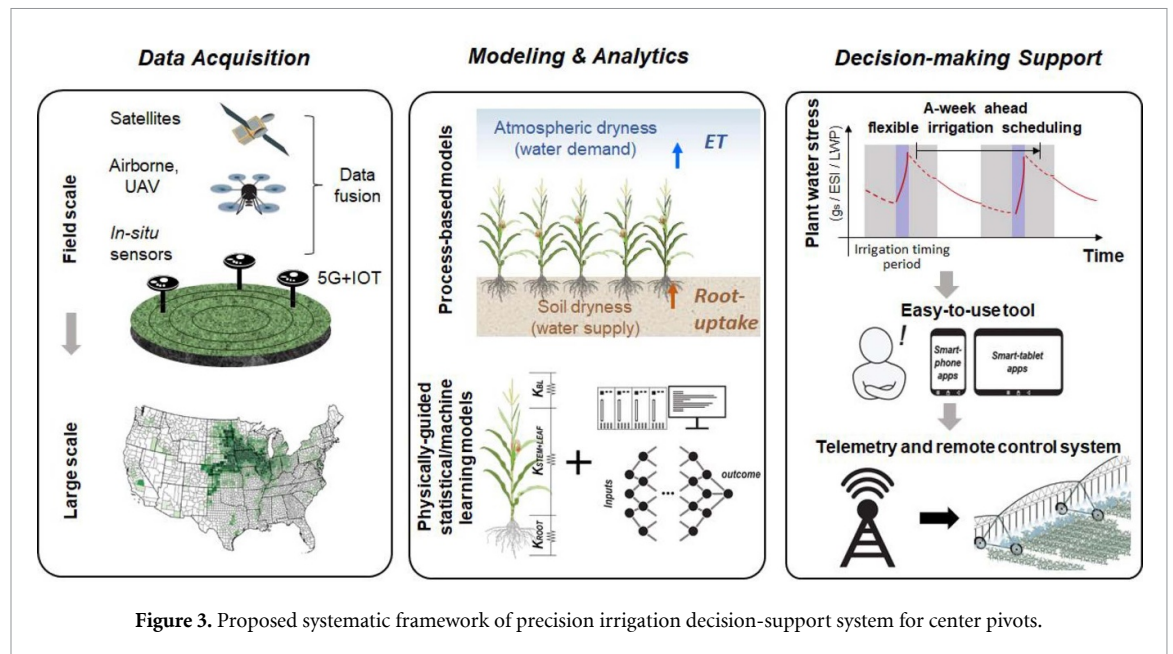 Data Acquisition
Satellites
Airborne,
UAV
In-situ
sensors
Data
fusion
5G+IOT
Field scale
Large scale
Modeling & Analytics
Process-based models
Atmospheric dryness
(water demand)
ET
Soil dryness
(water supply)
Root-
uptake
Physically-guided
statistical/machine
learning models
K_BL
K_STEM+LEAF
K_ROOT
+
Inputs
...
outcome
Decision-making Support
A-week ahead
flexible irrigation scheduling
Plant water stress
(gs / ESI / LWP)
Irrigation timing
period
Time
Easy-to-use tool
!
Smart-
phone
apps
Smart-tablet
apps
Telemetry and remote control system
Figure 3. Proposed systematic framework of precision irrigation decision-support system for center pivots.